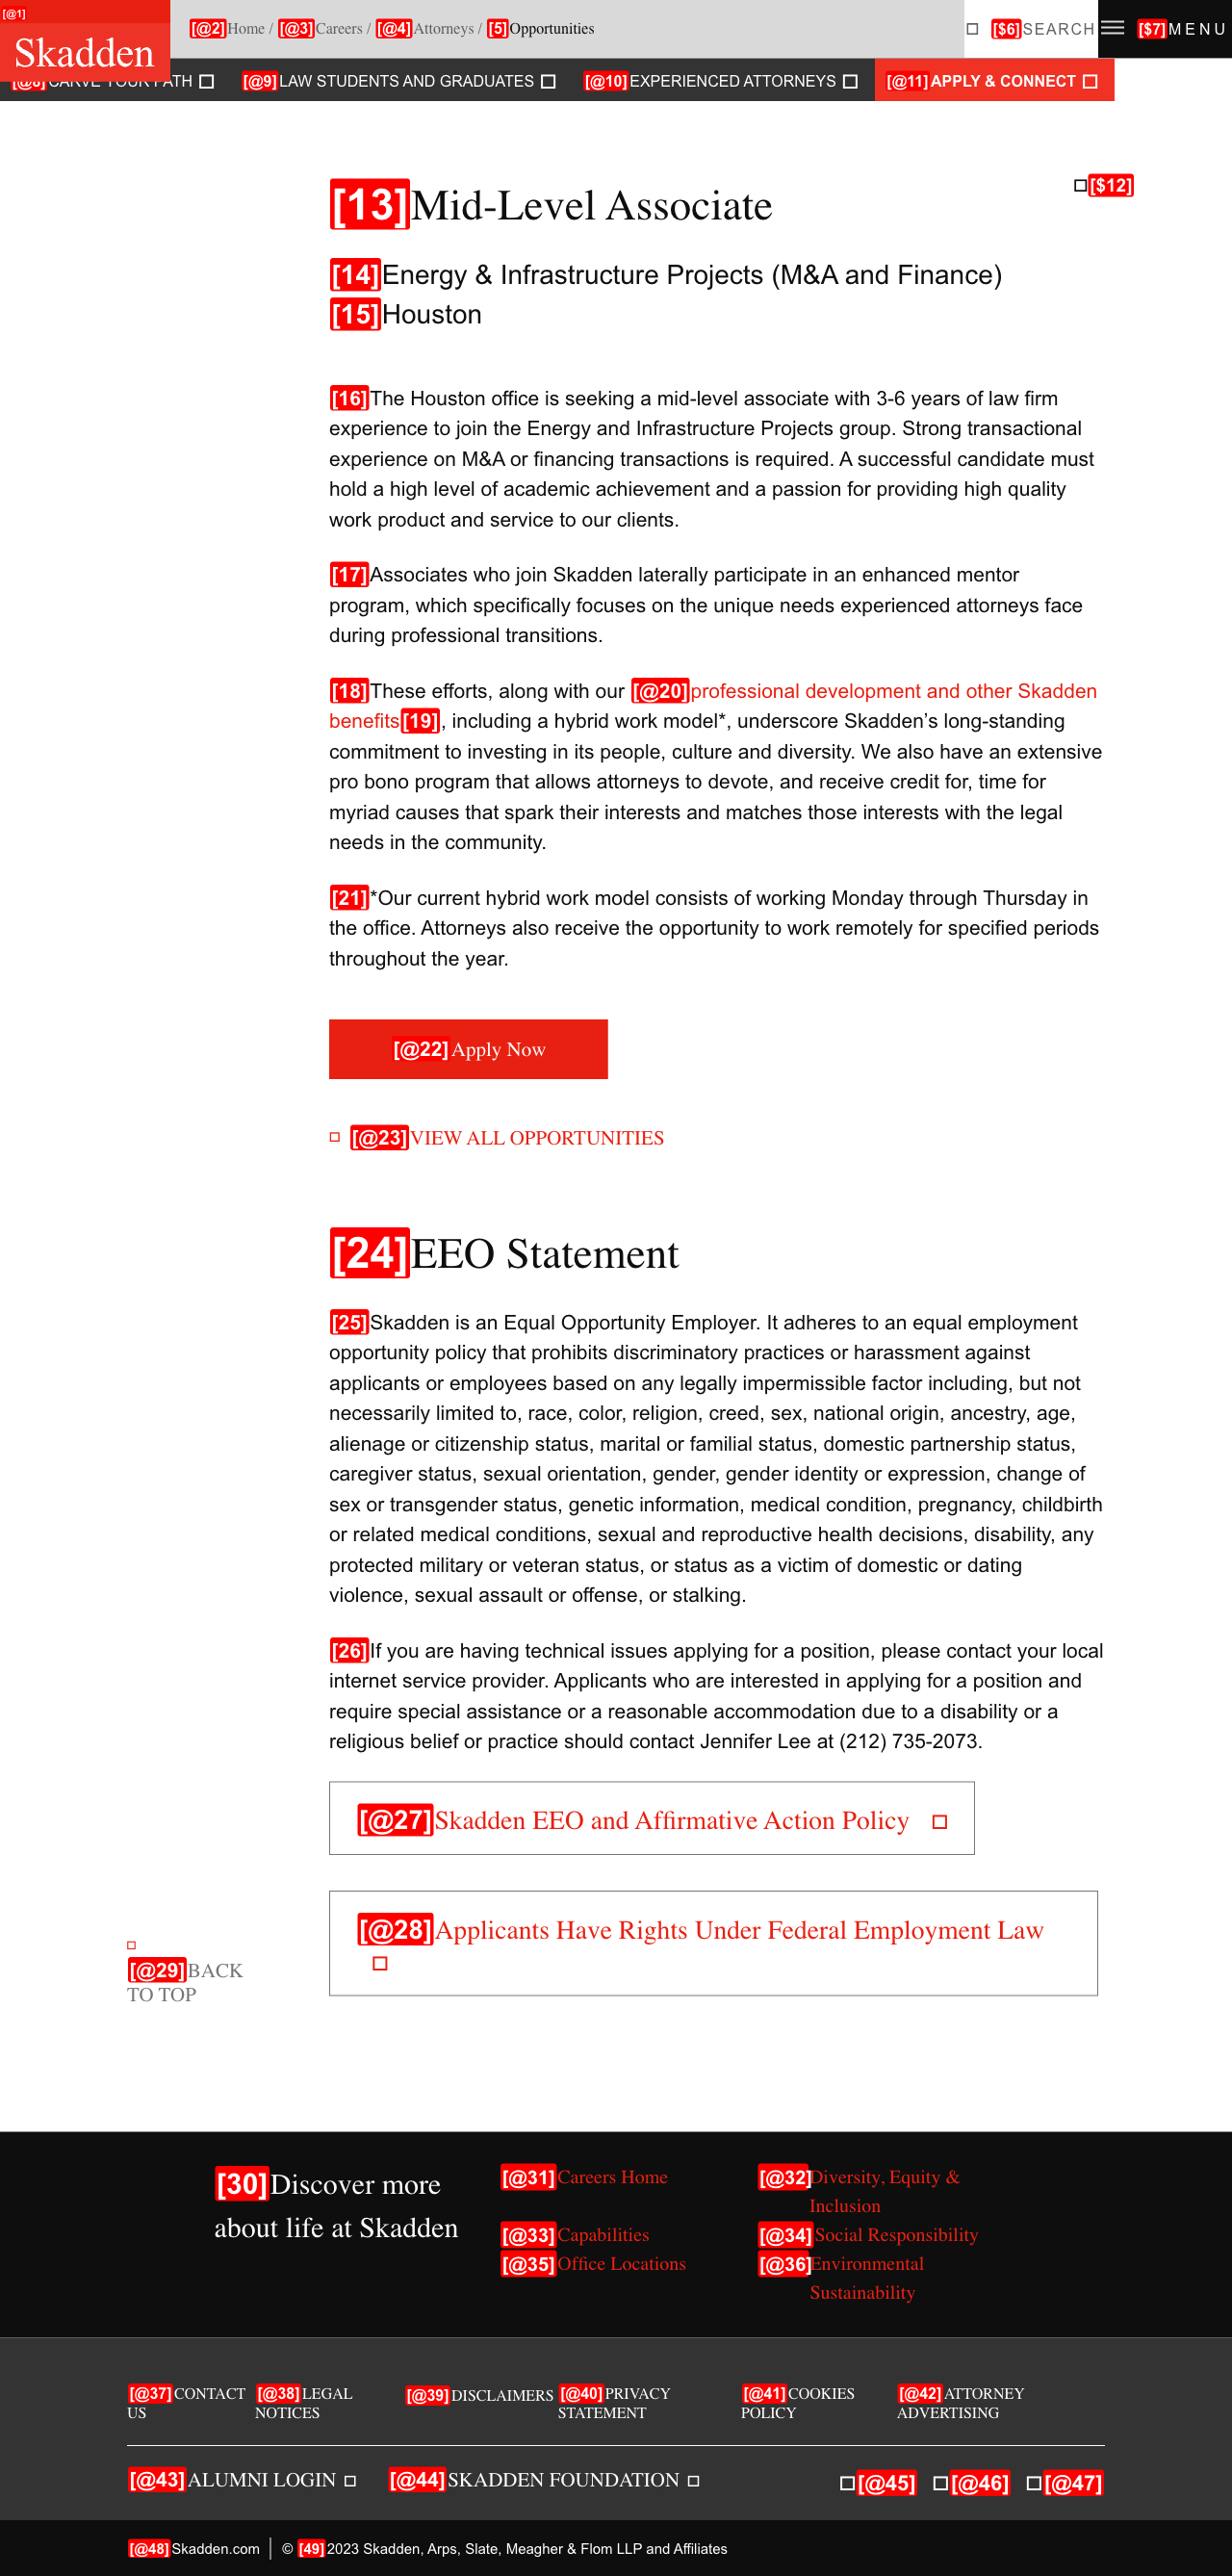 [@1]
Skadden
[@2]Home / [@3]Careers / [@4]Attorneys / [5]Opportunities
[$6]SEARCH
[$7]MENU
[@9]LAW STUDENTS AND GRADUATES
[@10]EXPERIENCED ATTORNEYS
[@11]APPLY & CONNECT
[$12]
[13]Mid-Level Associate
[14]Energy & Infrastructure Projects (M&A and Finance)
[15]Houston
[16]The Houston office is seeking a mid-level associate with 3-6 years of law firm
experience to join the Energy and Infrastructure Projects group. Strong transactional
experience on M&A or financing transactions is required. A successful candidate must
hold a high level of academic achievement and a passion for providing high quality
work product and service to our clients.
[17]Associates who join Skadden laterally participate in an enhanced mentor
program, which specifically focuses on the unique needs experienced attorneys face
during professional transitions.
[18]These efforts, along with our [@20]professional development and other Skadden
benefits[19], including a hybrid work model*, underscore Skadden’s long-standing
commitment to investing in its people, culture and diversity. We also have an extensive
pro bono program that allows attorneys to devote, and receive credit for, time for
myriad causes that spark their interests and matches those interests with the legal
needs in the community.
[21]*Our current hybrid work model consists of working Monday through Thursday in
the office. Attorneys also receive the opportunity to work remotely for specified periods
throughout the year.
[@22]Apply Now
[@23]VIEW ALL OPPORTUNITIES
[24]EEO Statement
[25]Skadden is an Equal Opportunity Employer. It adheres to an equal employment
opportunity policy that prohibits discriminatory practices or harassment against
applicants or employees based on any legally impermissible factor including, but not
necessarily limited to, race, color, religion, creed, sex, national origin, ancestry, age,
alienage or citizenship status, marital or familial status, domestic partnership status,
caregiver status, sexual orientation, gender, gender identity or expression, change of
sex or transgender status, genetic information, medical condition, pregnancy, childbirth
or related medical conditions, sexual and reproductive health decisions, disability, any
protected military or veteran status, or status as a victim of domestic or dating
violence, sexual assault or offense, or stalking.
[26]If you are having technical issues applying for a position, please contact your local
internet service provider. Applicants who are interested in applying for a position and
require special assistance or a reasonable accommodation due to a disability or a
religious belief or practice should contact Jennifer Lee at (212) 735-2073.
[@27]Skadden EEO and Affirmative Action Policy
[@28]Applicants Have Rights Under Federal Employment Law
[@29]BACK
TO TOP
[30]Discover more
about life at Skadden
[@31]Careers Home
[@32]Diversity, Equity &
Inclusion
[@33]Capabilities
[@34]Social Responsibility
[@35]Office Locations
[@36]Environmental
Sustainability
[@37]CONTACT
US
[@38]LEGAL
NOTICES
[@39]DISCLAIMERS
[@40]PRIVACY
STATEMENT
[@41]COOKIES
POLICY
[@42]ATTORNEY
ADVERTISING
[@43]ALUMNI LOGIN
[@44]SKADDEN FOUNDATION
[@45] [@46] [@47]
[@48]Skadden.com | © [49]2023 Skadden, Arps, Slate, Meagher & Flom LLP and Affiliates